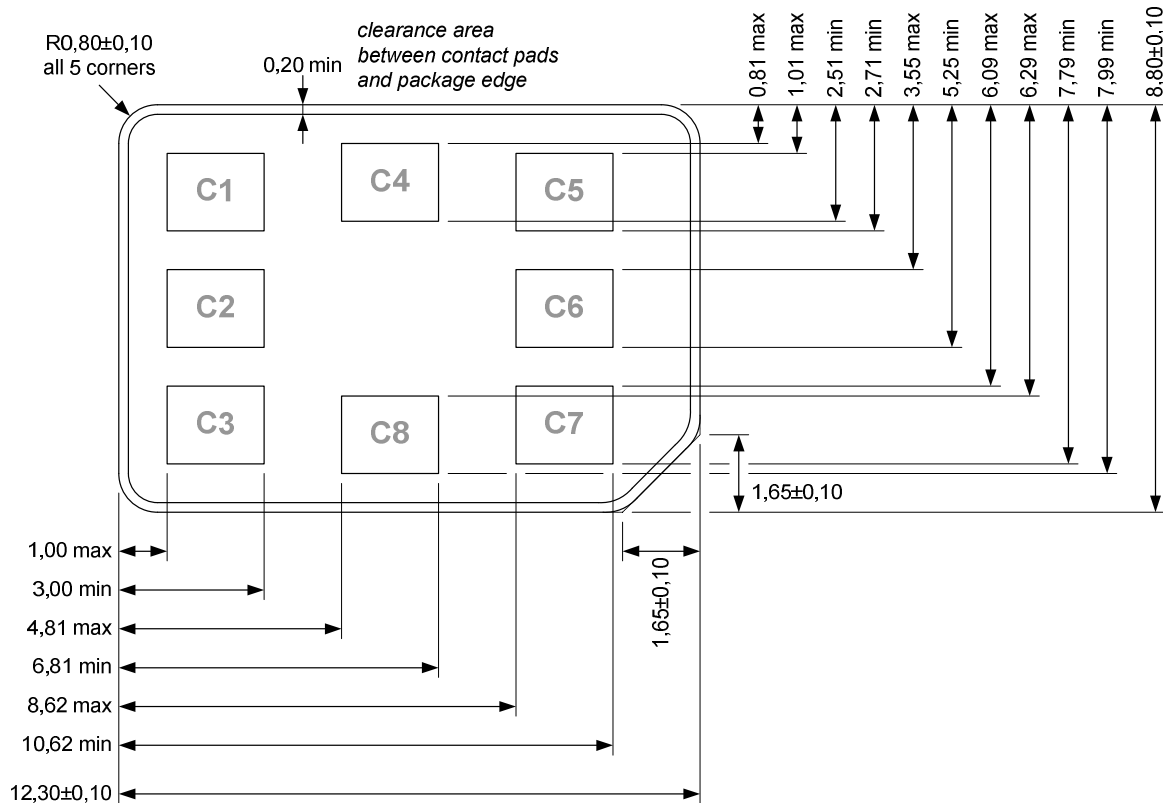 R0,80±0,10
all 5 corners
0,20 min
clearance area
between contact pads
and package edge
0,81 max
1,01 max
2,51 min
2,71 min
3,55 max
5,25 min
6,09 max
6,29 max
7,79 min
7,99 min
8,80±0,10
C1
C4
C5
C2
C6
C3
C8
C7
1,65±0,10
1,65±0,10
1,00 max
3,00 min
4,81 max
6,81 min
8,62 max
10,62 min
12,30±0,10